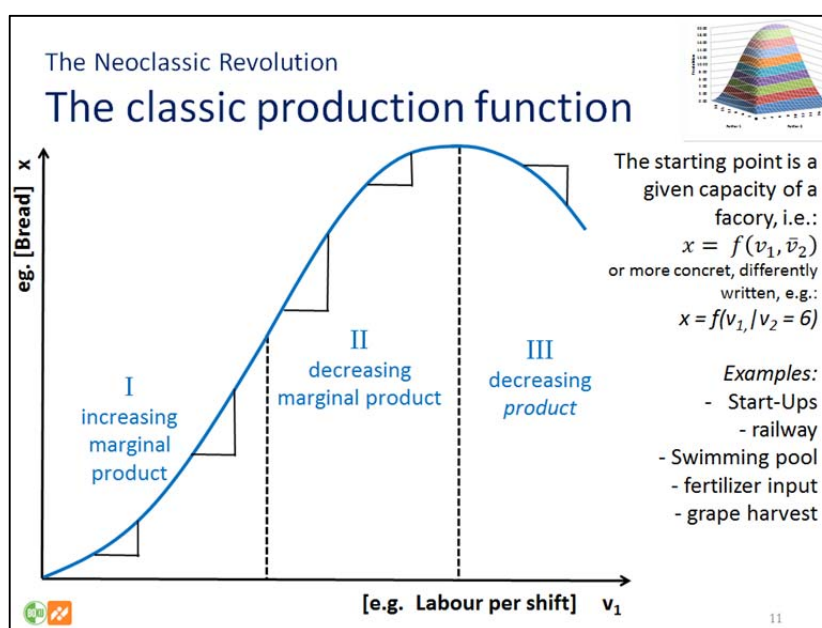 The Neoclassic Revolution
The classic production function
eg. [Bread] x
The starting point is a
given capacity of a
facory, i.e.:
x = f(v₁, v̄₂)
or more concret, differently
written, e.g.:
x = f(v₁,|v₂ = 6)
Examples:
- Start-Ups
- railway
- Swimming pool
- fertilizer input
- grape harvest
I
increasing
marginal
product
II
decreasing
marginal product
III
decreasing
product
[e.g. Labour per shift] v₁
11